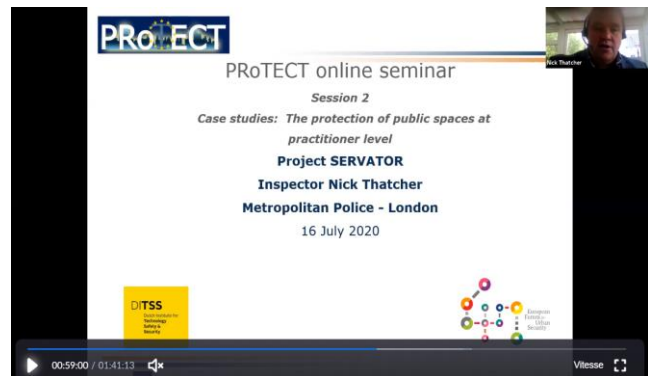 PRoTECT
Nick Thatcher
PRoTECT online seminar
Session 2
Case studies: The protection of public spaces at
practitioner level
Project SERVATOR
Inspector Nick Thatcher
Metropolitan Police - London
16 July 2020
DITSS
Dutch Institute for
Technology
Safety &
Security
European
Forum for
Urban
Security
00:59:00 / 01:41:13
Vitesse